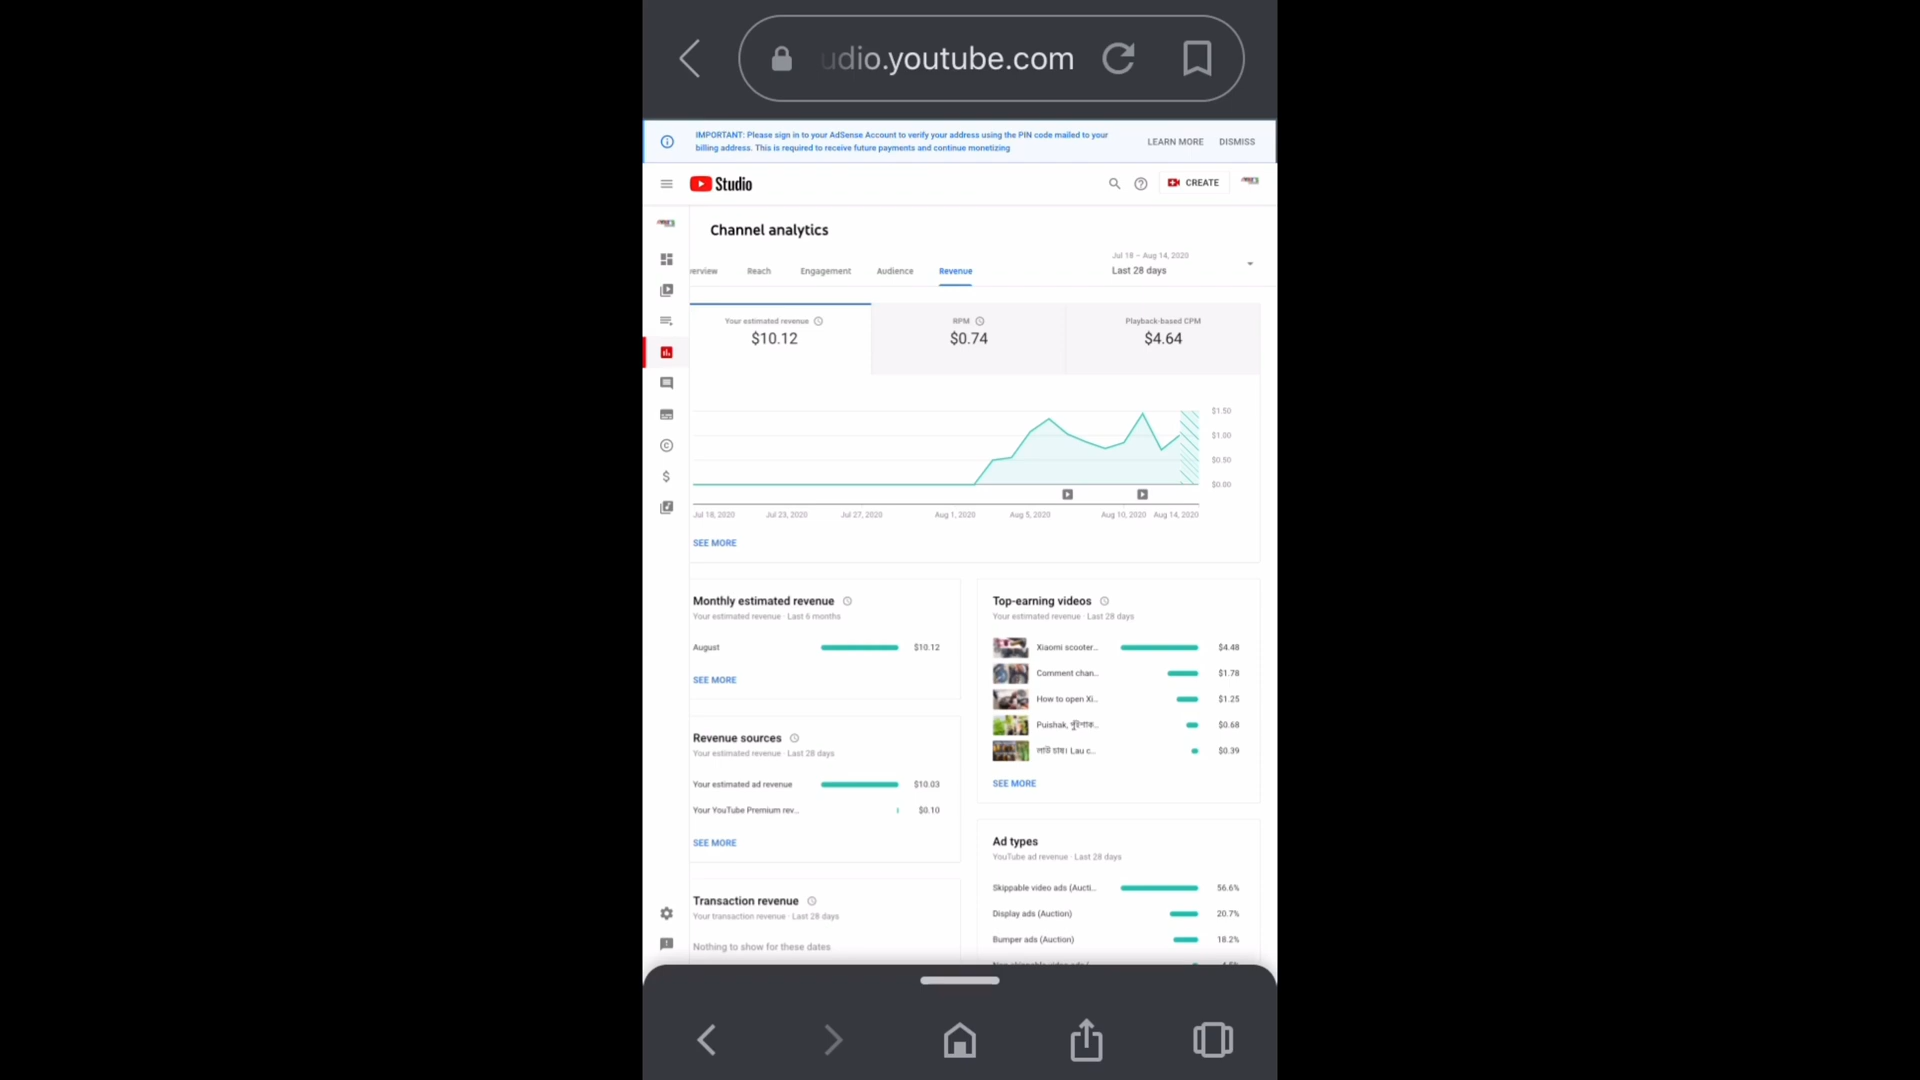 udio.youtube.com
IMPORTANT: Please sign in to your AdSense Account to verify your address using the PIN code mailed to your
billing address. This is required to receive future payments and continue monetizing
LEARN MORE
DISMISS
Studio
CREATE
Channel analytics
Jul 18 – Aug 14, 2020
Last 28 days
verview
Reach
Engagement
Audience
Revenue
Your estimated revenue
$10.12
RPM
$0.74
Playback-based CPM
$4.64
$1.50
$1.00
$0.50
$0.00
Jul 18, 2020
Jul 23, 2020
Jul 27, 2020
Aug 1, 2020
Aug 5, 2020
Aug 10, 2020
Aug 14, 2020
SEE MORE
Monthly estimated revenue
Your estimated revenue · Last 6 months
August
$10.12
SEE MORE
Revenue sources
Your estimated revenue · Last 28 days
Your estimated ad revenue
$10.03
Your YouTube Premium rev...
$0.10
SEE MORE
Transaction revenue
Your transaction revenue · Last 28 days
Nothing to show for these dates
Top-earning videos
Your estimated revenue · Last 28 days
Xiaomi scooter...
$4.48
Comment chan...
$1.78
How to open Xi...
$1.25
Puishak, পুঁইশাক...
$0.68
লাউ চাষ। Lau c...
$0.39
SEE MORE
Ad types
YouTube ad revenue · Last 28 days
Skippable video ads (Aucti...
56.6%
Display ads (Auction)
20.7%
Bumper ads (Auction)
18.2%